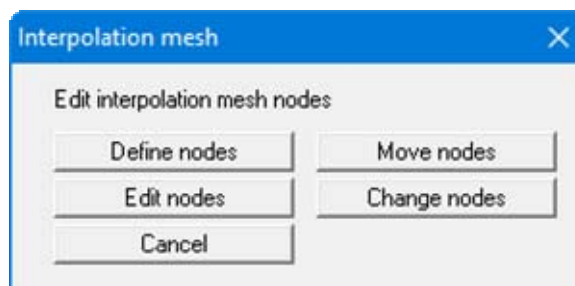 Interpolation mesh
Edit interpolation mesh nodes
Define nodes
Move nodes
Edit nodes
Change nodes
Cancel